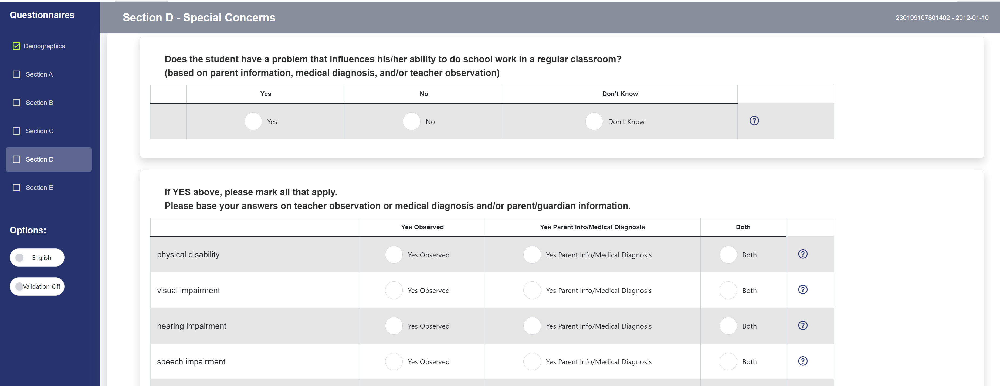 Questionnaires
Demographics
Section A
Section B
Section C
Section D
Section E
Options:
English
Validation-Off
Section D - Special Concerns
230199107801402 - 2012-01-10
Does the student have a problem that influences his/her ability to do school work in a regular classroom?
(based on parent information, medical diagnosis, and/or teacher observation)
Yes No Don't Know
Yes No Don't Know ?
If YES above, please mark all that apply.
Please base your answers on teacher observation or medical diagnosis and/or parent/guardian information.
Yes Observed Yes Parent Info/Medical Diagnosis Both
physical disability Yes Observed Yes Parent Info/Medical Diagnosis Both ?
visual impairment Yes Observed Yes Parent Info/Medical Diagnosis Both ?
hearing impairment Yes Observed Yes Parent Info/Medical Diagnosis Both ?
speech impairment Yes Observed Yes Parent Info/Medical Diagnosis Both ?